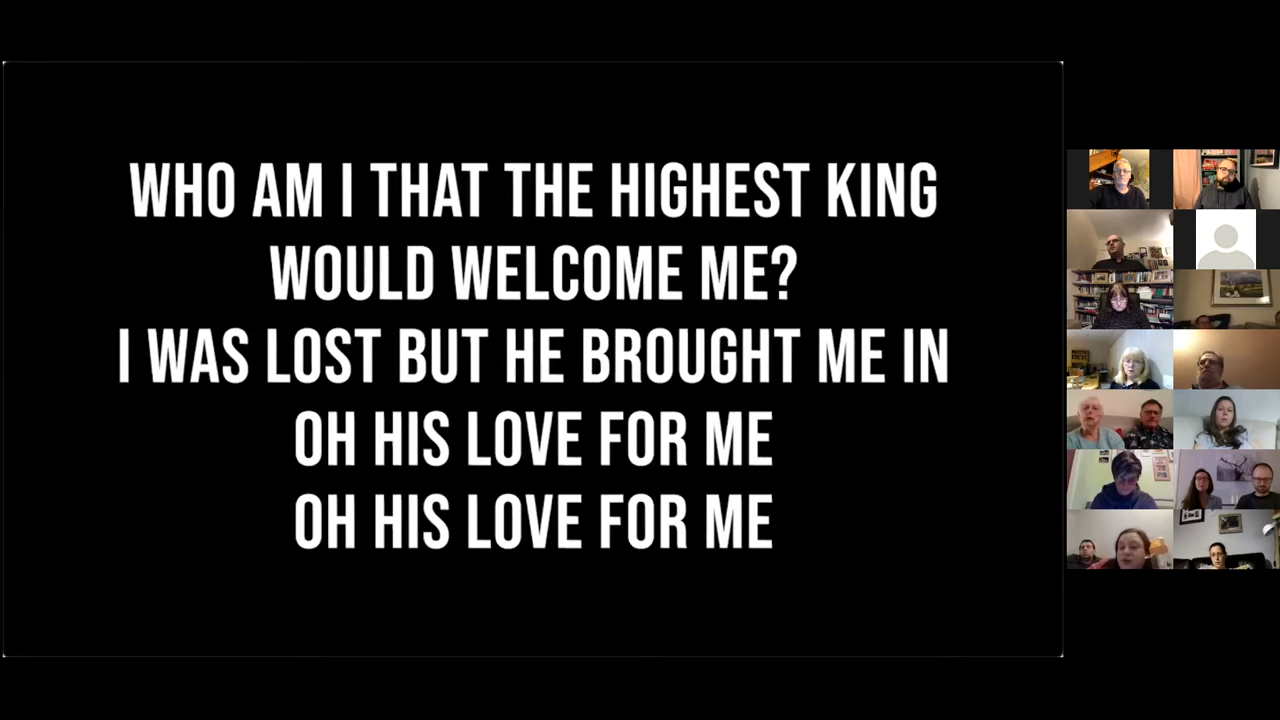 WHO AM I THAT THE HIGHEST KING
WOULD WELCOME ME?
I WAS LOST BUT HE BROUGHT ME IN
OH HIS LOVE FOR ME
OH HIS LOVE FOR ME